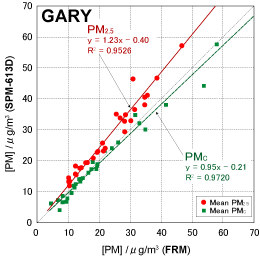 GARY
PM2.5
y = 1.23x − 0.40
R² = 0.9526
PMC
y = 0.95x − 0.21
R² = 0.9720
Mean PM2.5
Mean PMC
[PM] / μg/m³ (SPM-613D)
70
60
50
40
30
20
10
0
0 10 20 30 40 50 60 70
[PM] / μg/m³ (FRM)